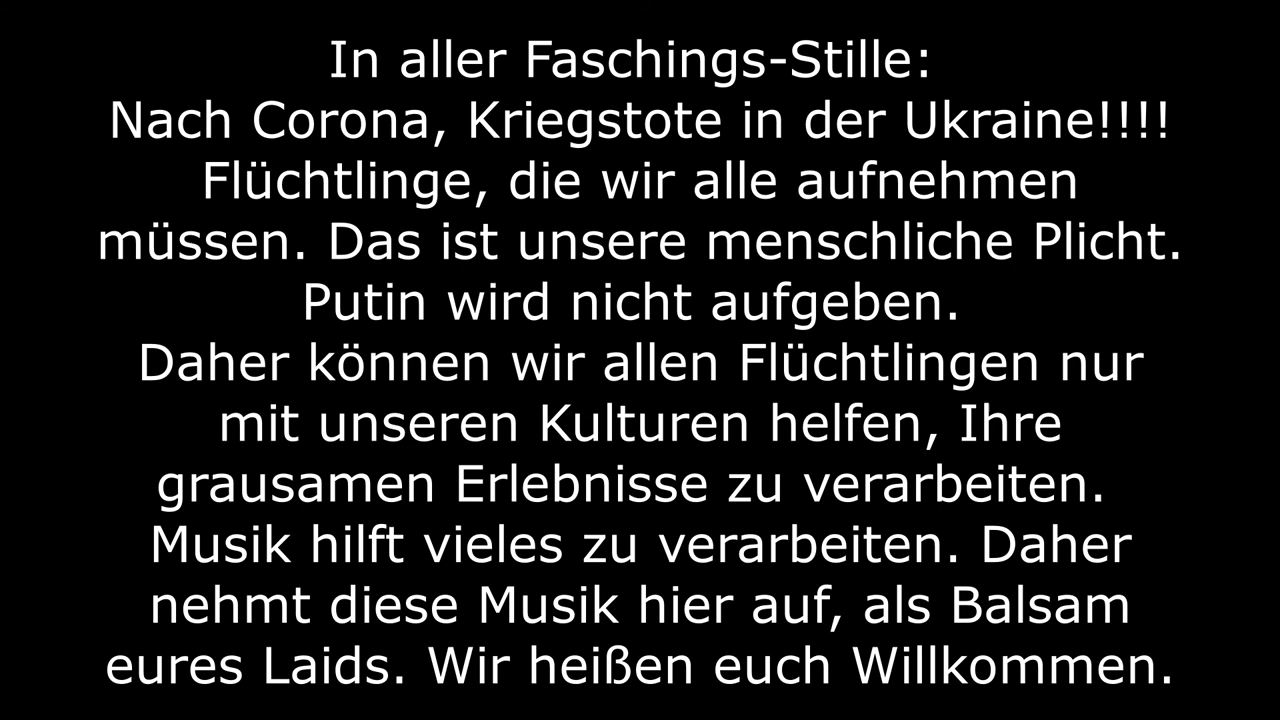 In aller Faschings-Stille:
Nach Corona, Kriegstote in der Ukraine!!!!
Flüchtlinge, die wir alle aufnehmen
müssen. Das ist unsere menschliche Plicht.
Putin wird nicht aufgeben.
Daher können wir allen Flüchtlingen nur
mit unseren Kulturen helfen, Ihre
grausamen Erlebnisse zu verarbeiten.
Musik hilft vieles zu verarbeiten. Daher
nehmt diese Musik hier auf, als Balsam
eures Laids. Wir heißen euch Willkommen.